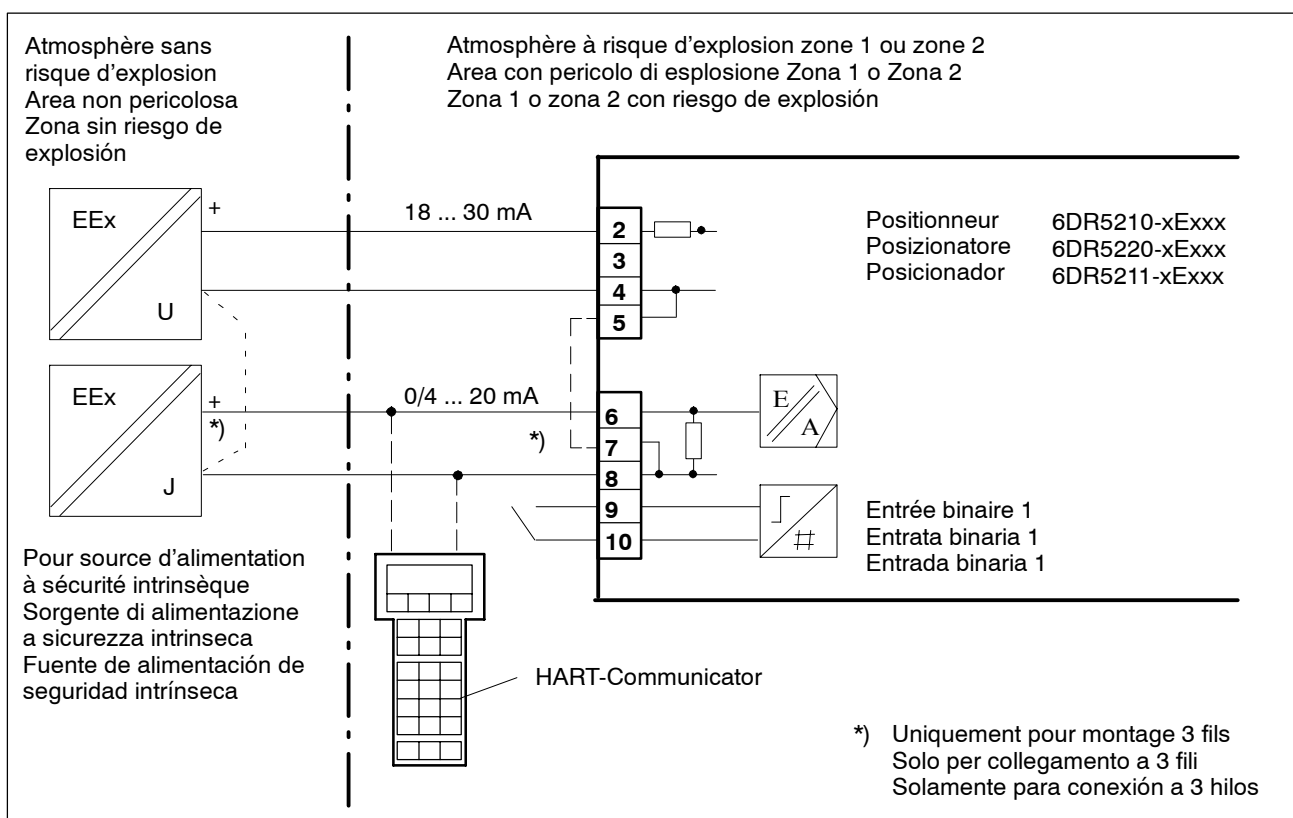 Atmosphère sans
risque d'explosion
Area non pericolosa
Zona sin riesgo de
explosión
Atmosphère à risque d'explosion zone 1 ou zone 2
Area con pericolo di esplosione Zona 1 o Zona 2
Zona 1 o zona 2 con riesgo de explosión
EEx
+
U
18 ... 30 mA
2
3
4
5
Positionneur 6DR5210-xExxx
Posizionatore 6DR5220-xExxx
Posicionador 6DR5211-xExxx
EEx
+
*)
J
0/4 ... 20 mA
*)
6
7
8
9
10
E
A
#
Entrée binaire 1
Entrata binaria 1
Entrada binaria 1
Pour source d'alimentation
à sécurité intrinsèque
Sorgente di alimentazione
a sicurezza intrinseca
Fuente de alimentación de
seguridad intrínseca
HART-Communicator
*) Uniquement pour montage 3 fils
Solo per collegamento a 3 fili
Solamente para conexión a 3 hilos